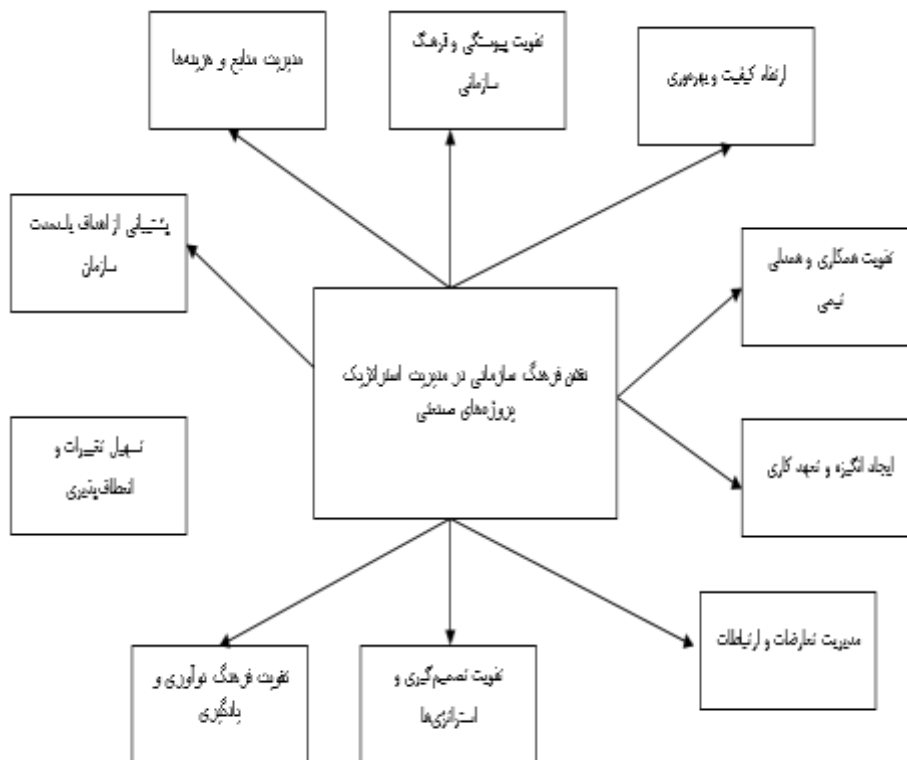 مدیریت منابع و هزینه‌ها
تقویت پیوستگی و فرهنگ
سازمانی
ارتقاء کیفیت و بهره‌وری
پشتیبانی از اهداف بلندمدت
سازمان
تقویت همکاری و همدلی
تیمی
نقش فرهنگ سازمانی در مدیریت استراتژیک
پروژه‌های صنعتی
تسهیل تغییرات و
انعطاف‌پذیری
ایجاد انگیزه و تعهد کاری
مدیریت تعارضات و ارتباطات
تقویت فرهنگ نوآوری و
یادگیری
تقویت تصمیم‌گیری و
استراتژی‌ها